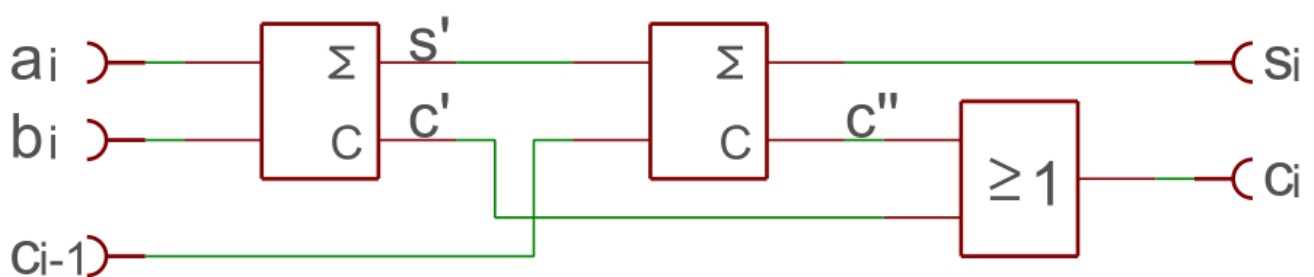 ai Σ s' Σ si
bi C c' C c'' ≥1 ci
ci-1